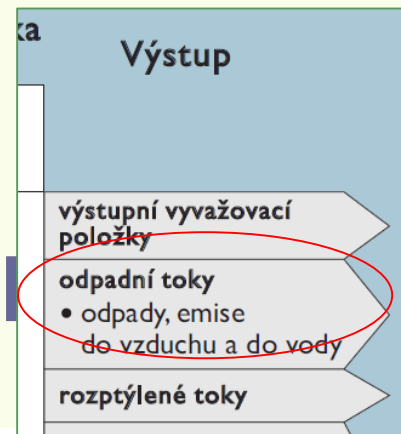 ka
Výstup
výstupní vyvažovací
položky
odpadní toky
• odpady, emise
do vzduchu a do vody
rozptýlené toky